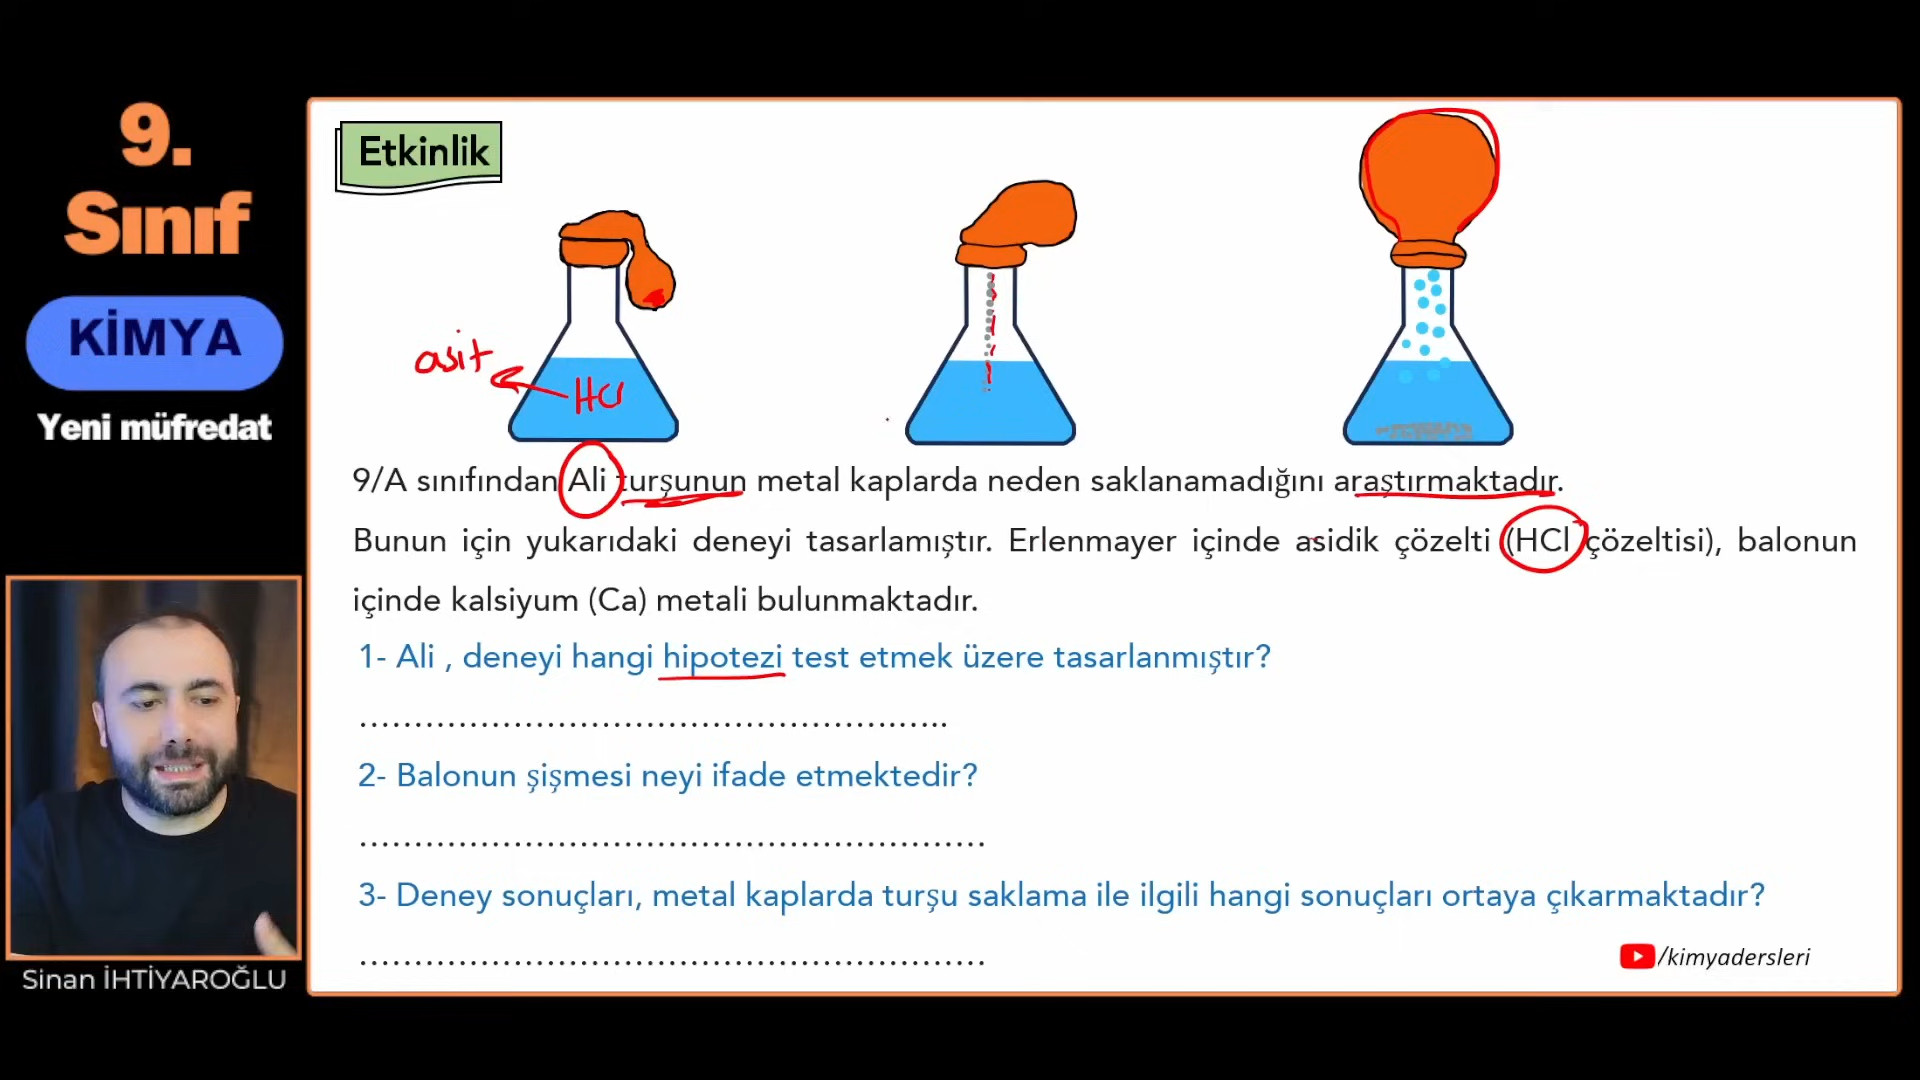 9.
Sınıf
KİMYA
Yeni müfredat
Sinan İHTİYAROĞLU
Etkinlik
asit
HCl
9/A sınıfından Ali turşunun metal kaplarda neden saklanamadığını araştırmaktadır.
Bunun için yukarıdaki deneyi tasarlamıştır. Erlenmayer içinde asidik çözelti (HCl çözeltisi), balonun
içinde kalsiyum (Ca) metali bulunmaktadır.
1- Ali , deneyi hangi hipotezi test etmek üzere tasarlanmıştır?
……………………………………………………..
2- Balonun şişmesi neyi ifade etmektedir?
…………………………………………………………
3- Deney sonuçları, metal kaplarda turşu saklama ile ilgili hangi sonuçları ortaya çıkarmaktadır?
…………………………………………………………
/kimyadersleri